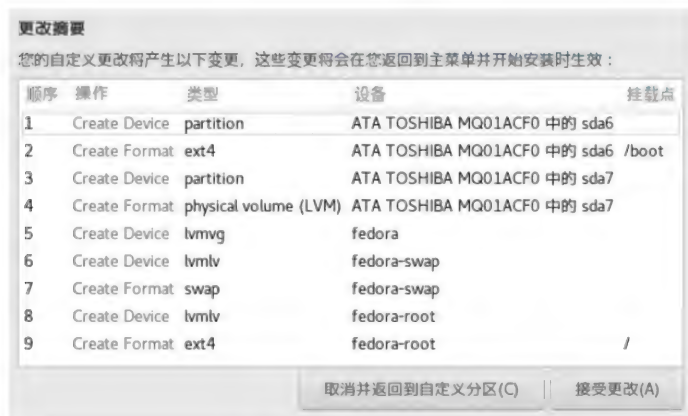 更改摘要
您的自定义更改将产生以下变更，这些变更将会在您返回到主菜单并开始安装时生效：
顺序 操作 类型 设备 挂载点
1 Create Device partition ATA TOSHIBA MQ01ACF0 中的 sda6
2 Create Format ext4 ATA TOSHIBA MQ01ACF0 中的 sda6 /boot
3 Create Device partition ATA TOSHIBA MQ01ACF0 中的 sda7
4 Create Format physical volume (LVM) ATA TOSHIBA MQ01ACF0 中的 sda7
5 Create Device lvmvg fedora
6 Create Device lvmlv fedora-swap
7 Create Format swap fedora-swap
8 Create Device lvmlv fedora-root
9 Create Format ext4 fedora-root /
取消并返回到自定义分区(C) 接受更改(A)